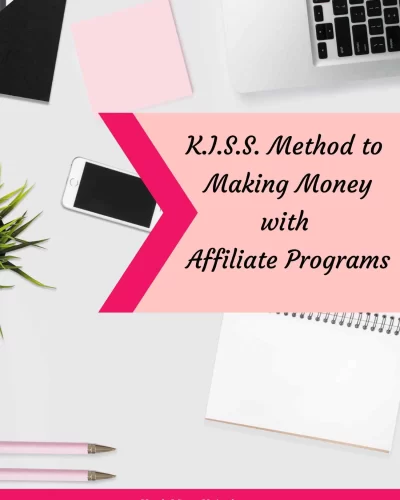 K.I.S.S. Method to
Making Money
with
Affiliate Programs